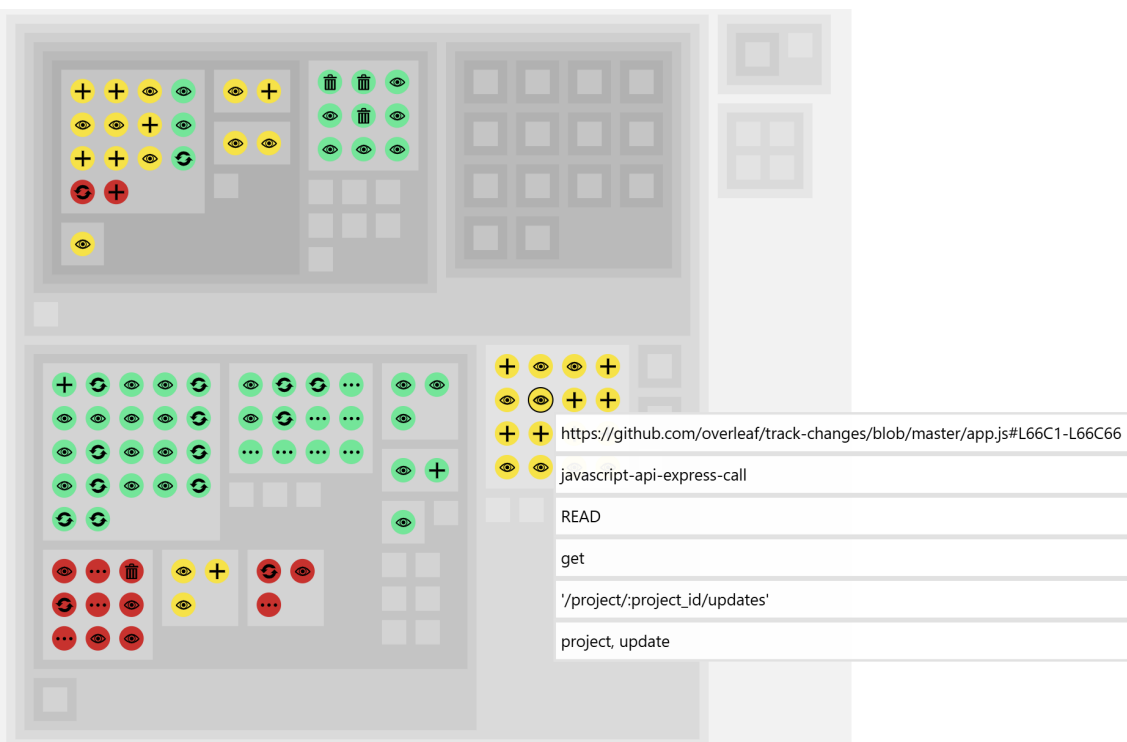 https://github.com/overleaf/track-changes/blob/master/app.js#L66C1-L66C66
javascript-api-express-call
READ
get
'/project/:project_id/updates'
project, update